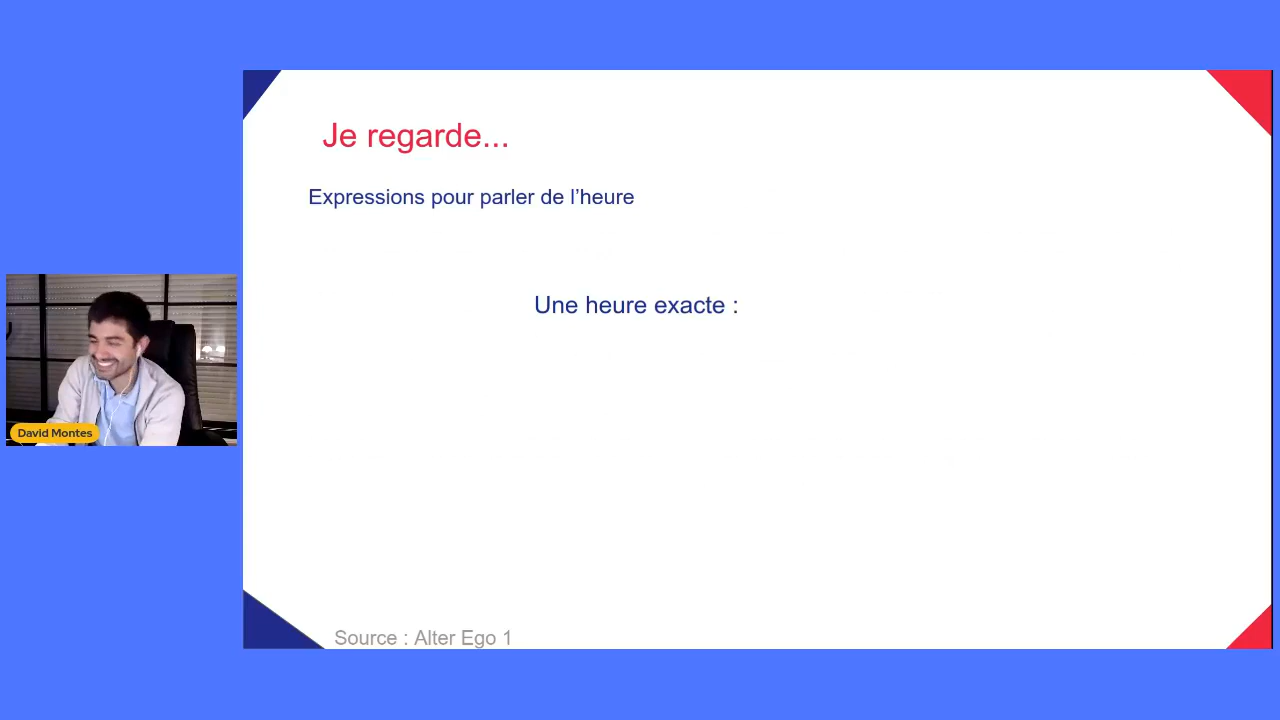 Je regarde...
Expressions pour parler de l’heure
Une heure exacte :
David Montes
Source : Alter Ego 1